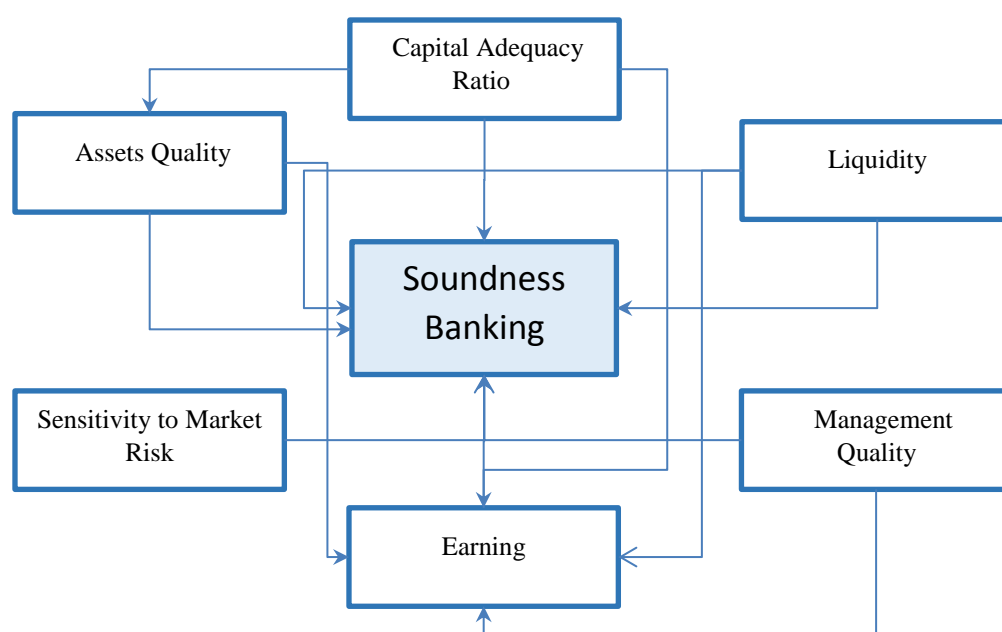 Capital Adequacy
Ratio
Assets Quality
Liquidity
Soundness
Banking
Sensitivity to Market
Risk
Management
Quality
Earning